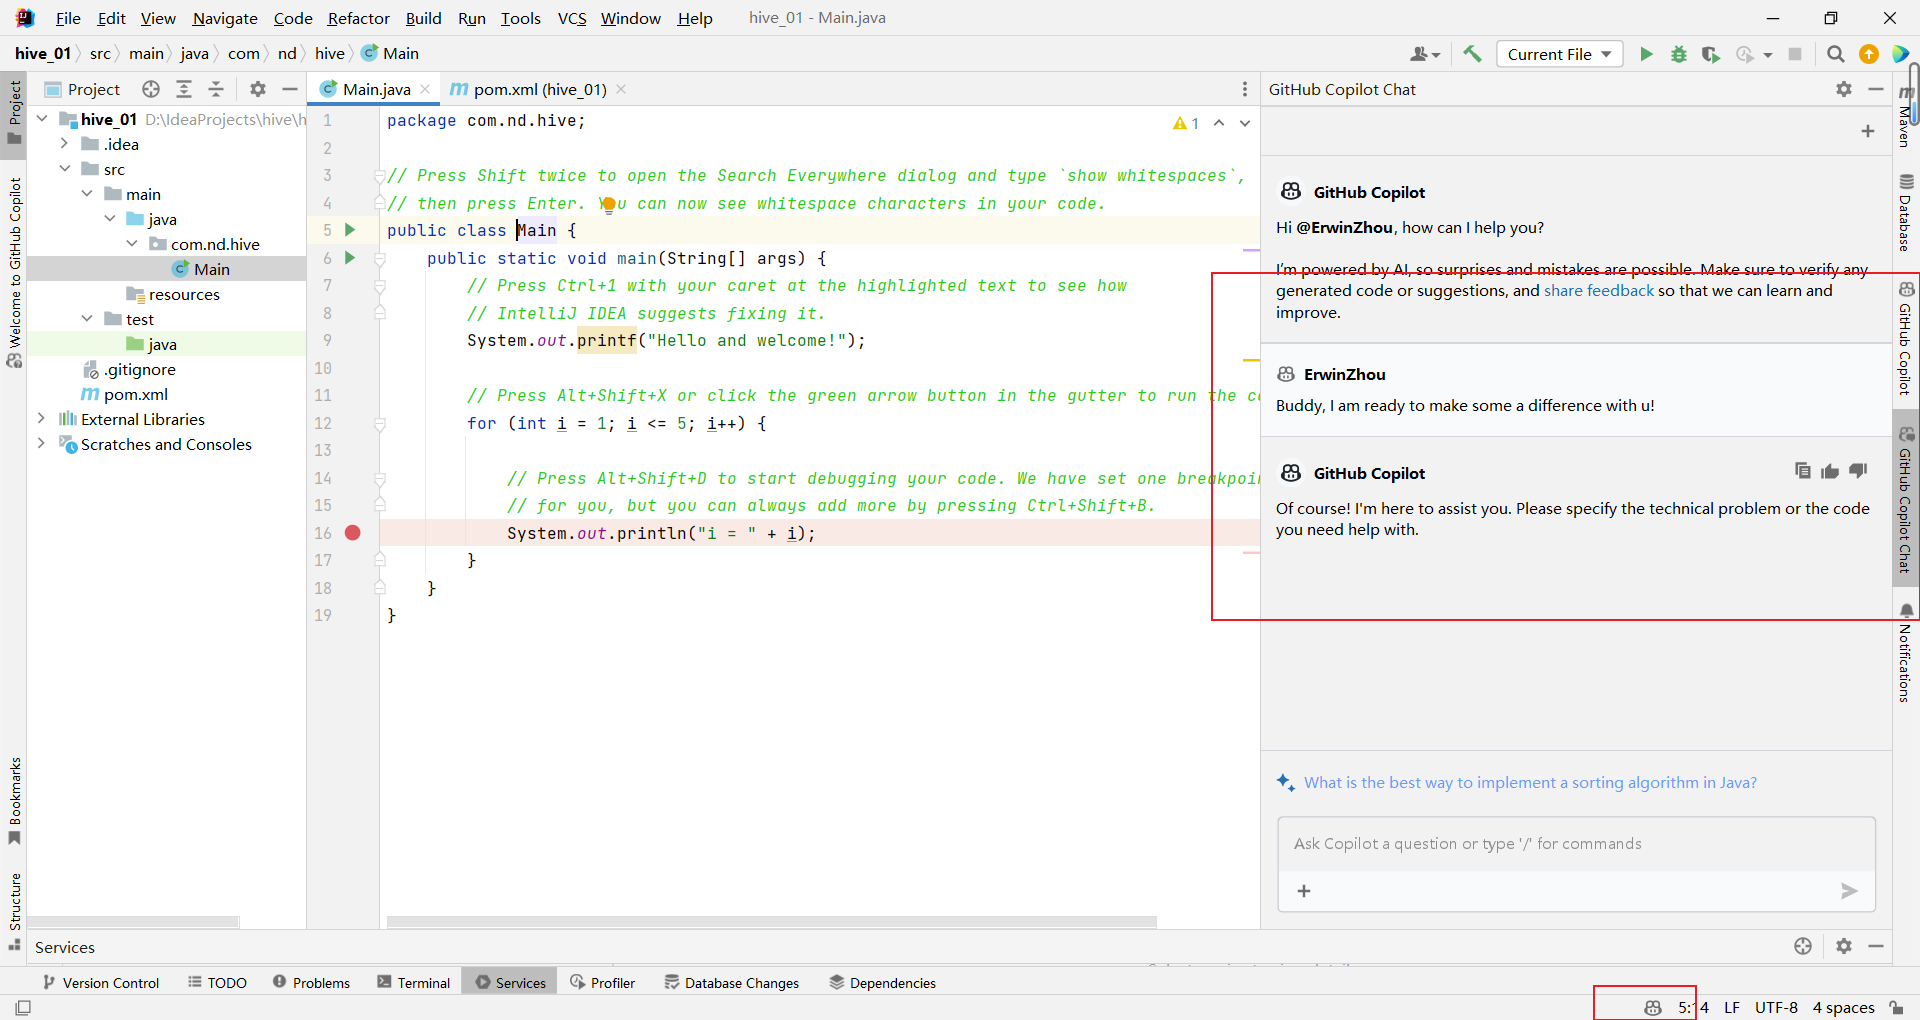 File Edit View Navigate Code Refactor Build Run Tools VCS Window Help hive_01 - Main.java
hive_01 src main java com nd hive Main
Current File
Project
Main.java
pom.xml (hive_01)
GitHub Copilot Chat
Project
Welcome to GitHub Copilot
Bookmarks
Structure
hive_01 D:\IdeaProjects\hive\h
.idea
src
main
java
com.nd.hive
Main
resources
test
java
.gitignore
pom.xml
External Libraries
Scratches and Consoles
1 package com.nd.hive;
2
3 // Press Shift twice to open the Search Everywhere dialog and type `show whitespaces`,
4 // then press Enter. You can now see whitespace characters in your code.
5 public class Main {
6 public static void main(String[] args) {
7 // Press Ctrl+1 with your caret at the highlighted text to see how
8 // IntelliJ IDEA suggests fixing it.
9 System.out.printf("Hello and welcome!");
10
11 // Press Alt+Shift+X or click the green arrow button in the gutter to run the c
12 for (int i = 1; i <= 5; i++) {
13
14 // Press Alt+Shift+D to start debugging your code. We have set one breakpoin
15 // for you, but you can always add more by pressing Ctrl+Shift+B.
16 System.out.println("i = " + i);
17 }
18 }
19 }
1
GitHub Copilot
Hi @ErwinZhou, how can I help you?
I'm powered by AI, so surprises and mistakes are possible. Make sure to verify any
generated code or suggestions, and share feedback so that we can learn and
improve.
ErwinZhou
Buddy, I am ready to make some a difference with u!
GitHub Copilot
Of course! I'm here to assist you. Please specify the technical problem or the code
you need help with.
What is the best way to implement a sorting algorithm in Java?
Ask Copilot a question or type '/' for commands
Maven
Database
GitHub Copilot
GitHub Copilot Chat
Notifications
Services
Version Control TODO Problems Terminal Services Profiler Database Changes Dependencies
5:14 LF UTF-8 4 spaces